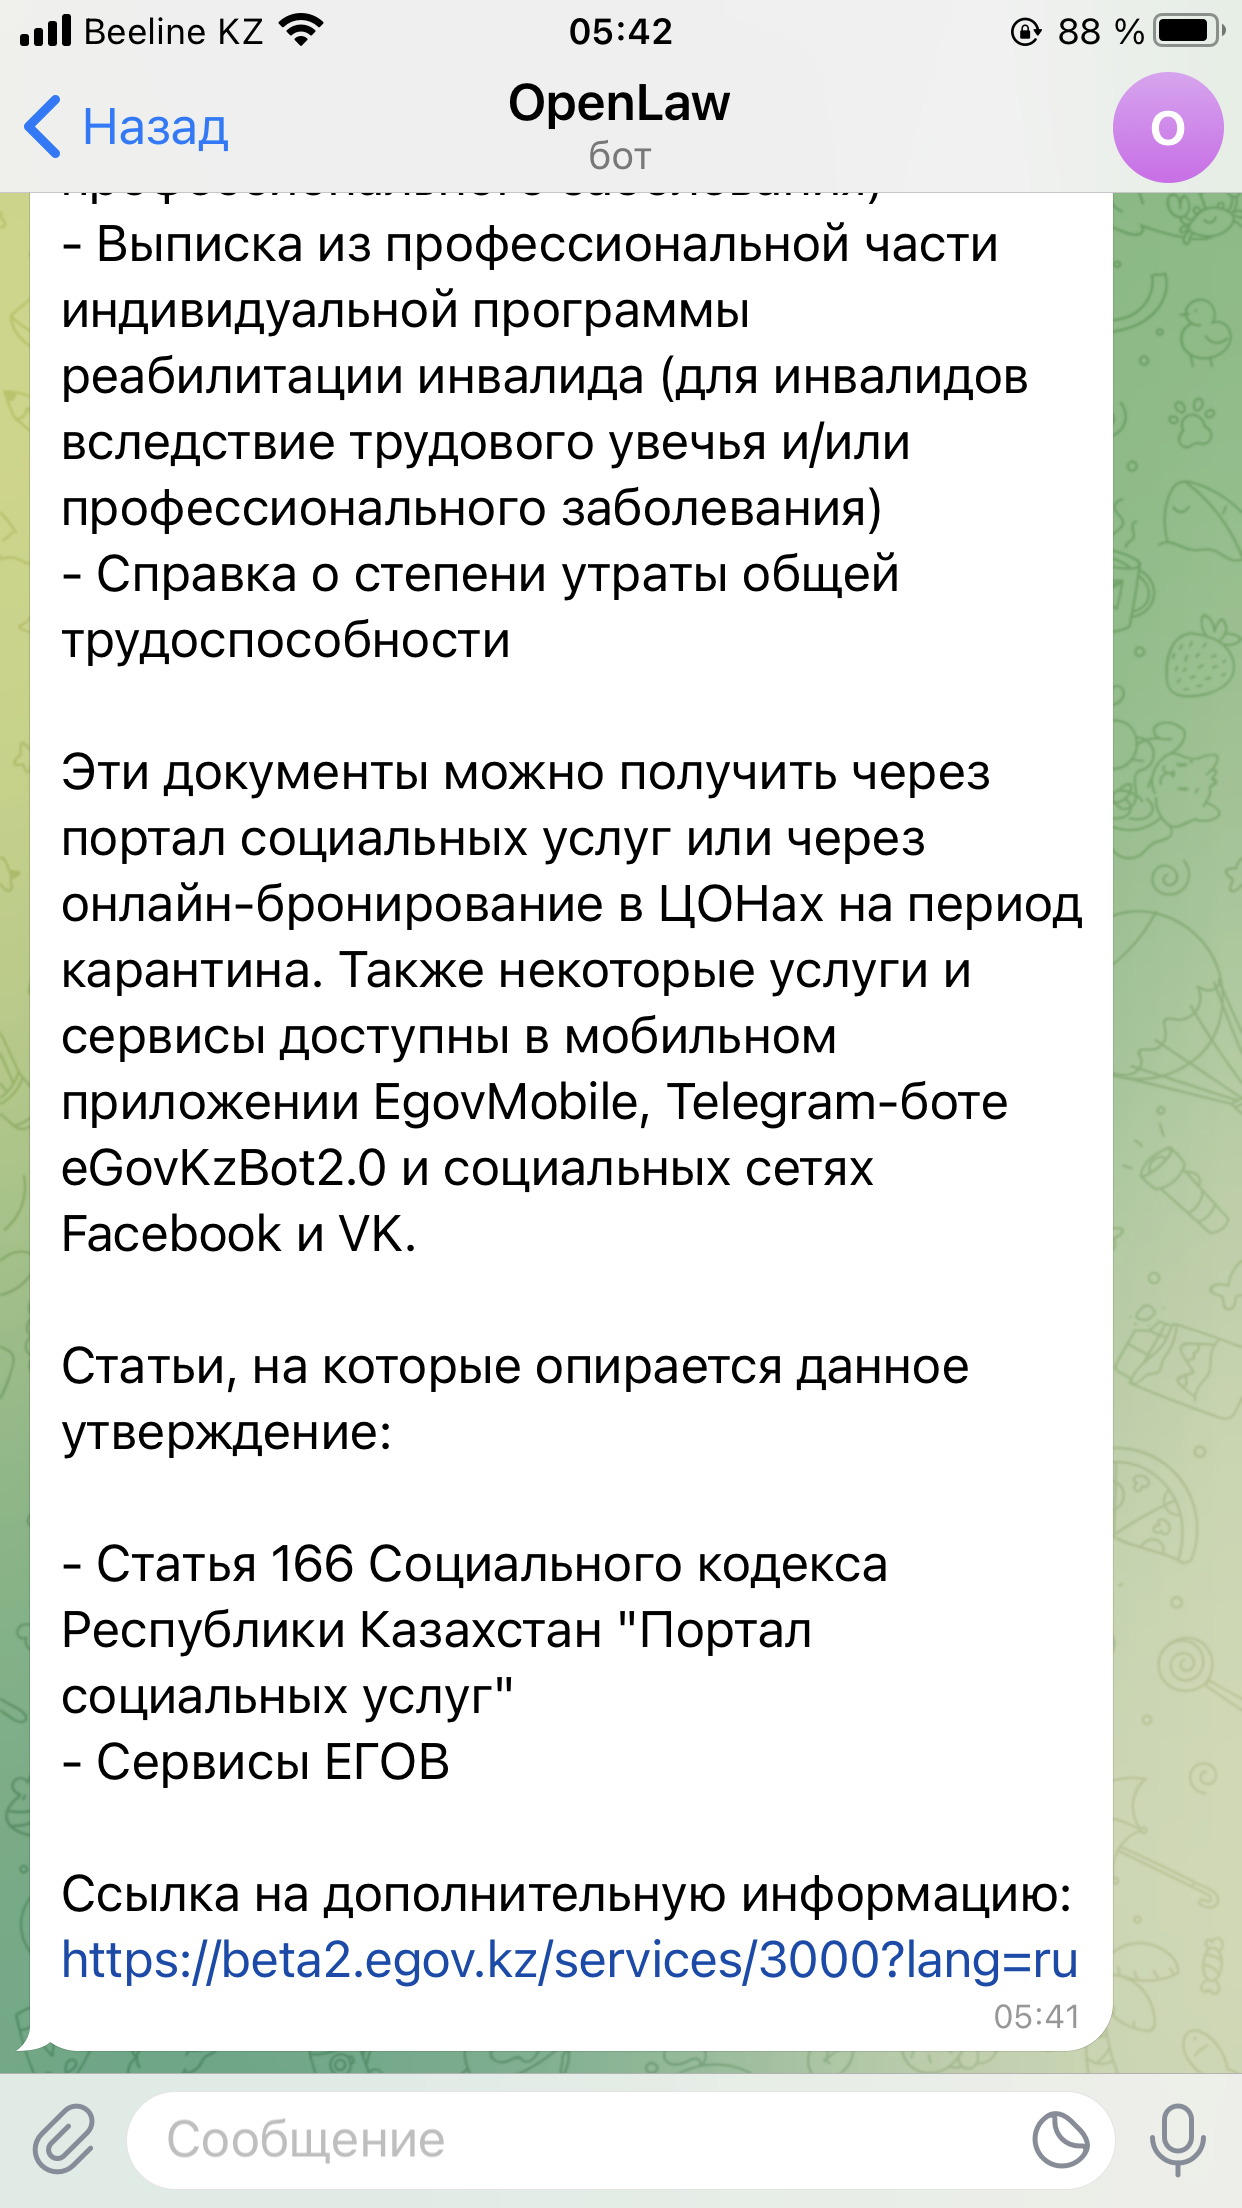 Beeline KZ 05:42 88 %
Назад OpenLaw O
бот
профессионального заболевания)
- Выписка из профессиональной части
индивидуальной программы
реабилитации инвалида (для инвалидов
вследствие трудового увечья и/или
профессионального заболевания)
- Справка о степени утраты общей
трудоспособности
Эти документы можно получить через
портал социальных услуг или через
онлайн-бронирование в ЦОНах на период
карантина. Также некоторые услуги и
сервисы доступны в мобильном
приложении EgovMobile, Telegram-боте
eGovKzBot2.0 и социальных сетях
Facebook и VK.
Статьи, на которые опирается данное
утверждение:
- Статья 166 Социального кодекса
Республики Казахстан "Портал
социальных услуг"
- Сервисы ЕГОВ
Ссылка на дополнительную информацию:
https://beta2.egov.kz/services/3000?lang=ru
05:41
Сообщение